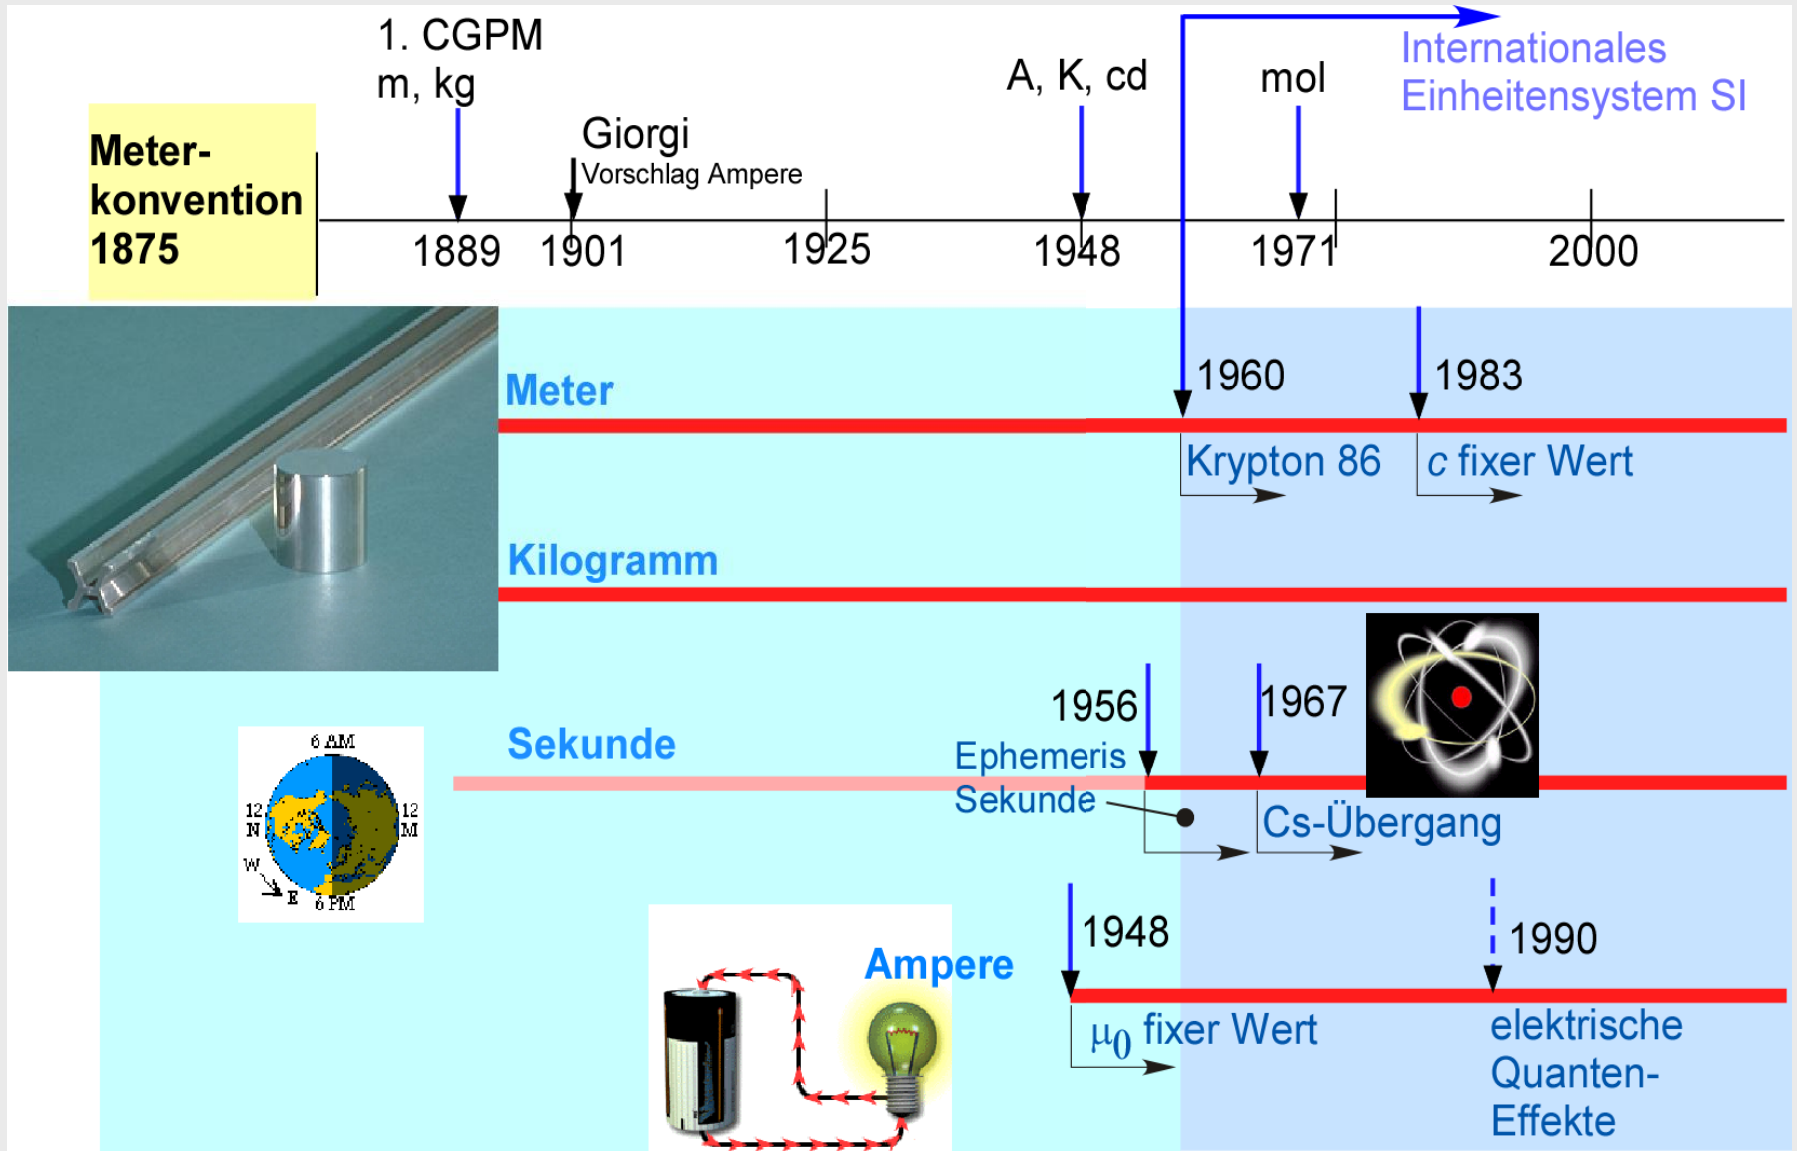 1. CGPM
m, kg
Giorgi
Vorschlag Ampere
A, K, cd
mol
Internationales
Einheitensystem SI
Meter-
konvention
1875
1889
1901
1925
1948
1971
2000
Meter
1960
1983
Krypton 86
c fixer Wert
Kilogramm
Sekunde
1956
1967
Ephemeris
Sekunde
Cs-Übergang
6 AM
12
N
12
M
W
E
6 PM
Ampere
1948
1990
μ0 fixer Wert
elektrische
Quanten-
Effekte